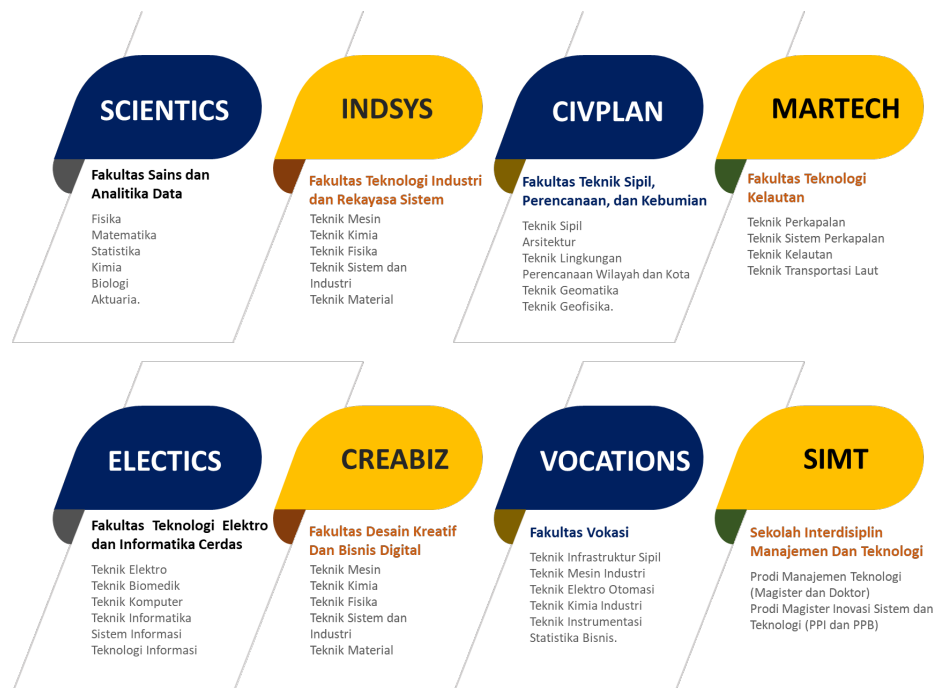 SCIENTICS
Fakultas Sains dan
Analitika Data
Fisika
Matematika
Statistika
Kimia
Biologi
Aktuaria.
INDSYS
Fakultas Teknologi Industri
dan Rekayasa Sistem
Teknik Mesin
Teknik Kimia
Teknik Fisika
Teknik Sistem dan
Industri
Teknik Material
CIVPLAN
Fakultas Teknik Sipil,
Perencanaan, dan Kebumian
Teknik Sipil
Arsitektur
Teknik Lingkungan
Perencanaan Wilayah dan Kota
Teknik Geomatika
Teknik Geofisika.
MARTECH
Fakultas Teknologi
Kelautan
Teknik Perkapalan
Teknik Sistem Perkapalan
Teknik Kelautan
Teknik Transportasi Laut
ELECTICS
Fakultas Teknologi Elektro
dan Informatika Cerdas
Teknik Elektro
Teknik Biomedik
Teknik Komputer
Teknik Informatika
Sistem Informasi
Teknologi Informasi
CREABIZ
Fakultas Desain Kreatif
Dan Bisnis Digital
Teknik Mesin
Teknik Kimia
Teknik Fisika
Teknik Sistem dan
Industri
Teknik Material
VOCATIONS
Fakultas Vokasi
Teknik Infrastruktur Sipil
Teknik Mesin Industri
Teknik Elektro Otomasi
Teknik Kimia Industri
Teknik Instrumentasi
Statistika Bisnis.
SIMT
Sekolah Interdisiplin
Manajemen Dan Teknologi
Prodi Manajemen Teknologi
(Magister dan Doktor)
Prodi Magister Inovasi Sistem dan
Teknologi (PPI dan PPB)